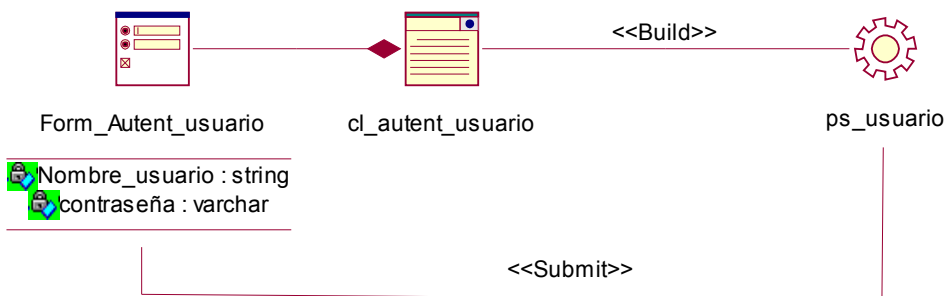 <<Build>>
Form_Autent_usuario
cl_autent_usuario
ps_usuario
Nombre_usuario : string
contraseña : varchar
<<Submit>>